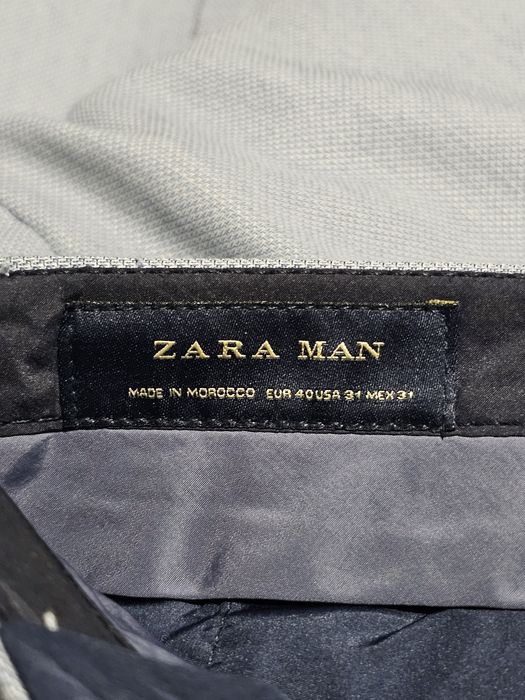 ZARA MAN
MADE IN MOROCCO EUR 40 USA 31 MEX 31